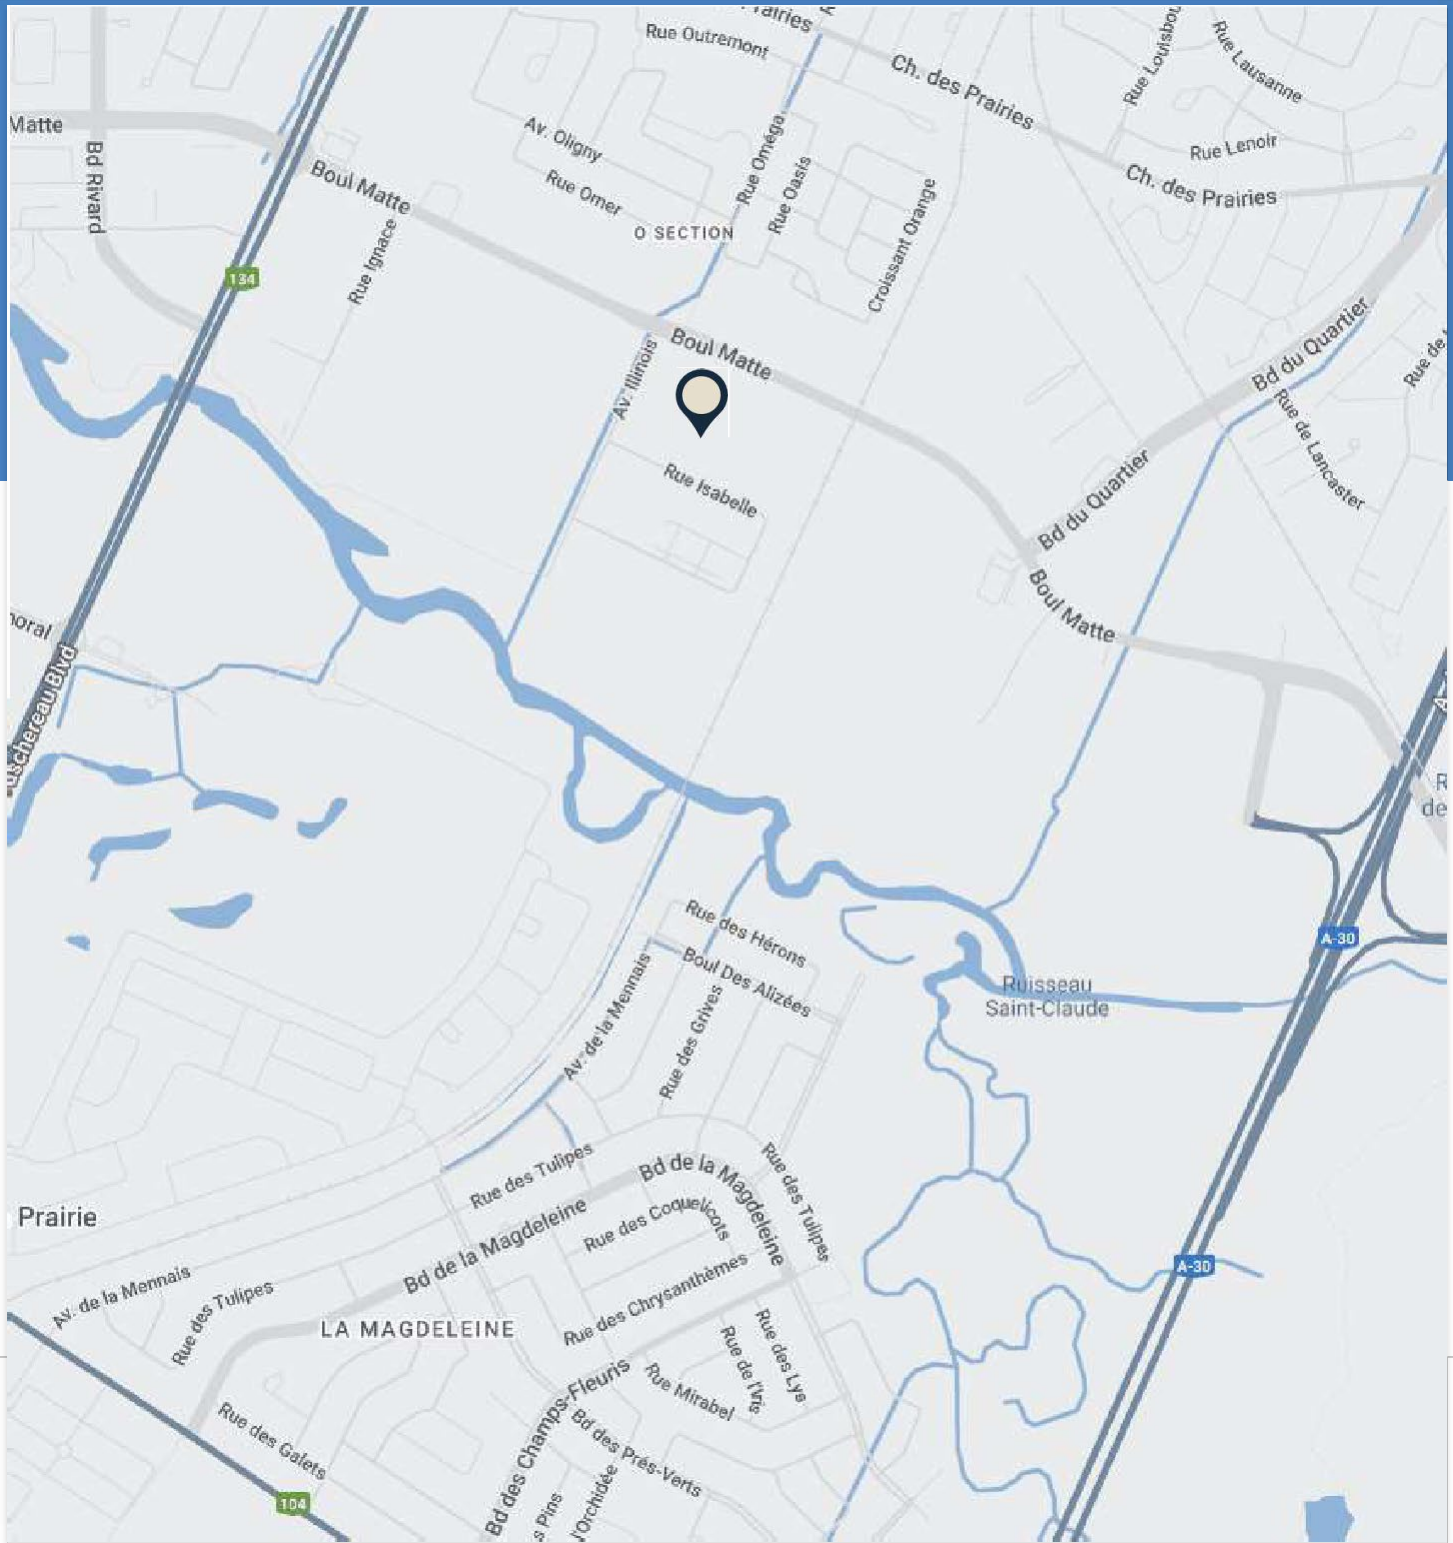 Rue Outremont
Ch. des Prairies
Rue Lausanne
Matte
Av. Oligny
Rue Oméga
Rue Lenoir
Bd Rivard
Boul Matte
Rue Omer
Rue Oasis
Ch. des Prairies
O SECTION
Croissant Orange
Rue Ignace
134
Boul Matte
Av. Illinois
Bd du Quartier
Rue de
Rue de Lancaster
Rue Isabelle
Bd du Quartier
Boul Matte
schereau Blvd
Rue des Hérons
A-30
Boul Des Alizées
Ruisseau
Saint-Claude
Av. de la Mennais
Rue des Grives
Rue des Tulipes
Bd de la Magdeleine
Rue des Tulipes
Prairie
Rue des Coquelicots
Bd de la Magdeleine
A-30
Av. de la Mennais
Rue des Chrysanthèmes
Rue des Tulipes
LA MAGDELEINE
Rue des Lys
Rue de l'Iris
Rue Mirabel
Bd des Champs-Fleuris
Rue des Galets
Bd des Prés-Verts
104
s Pins
l'Orchidée